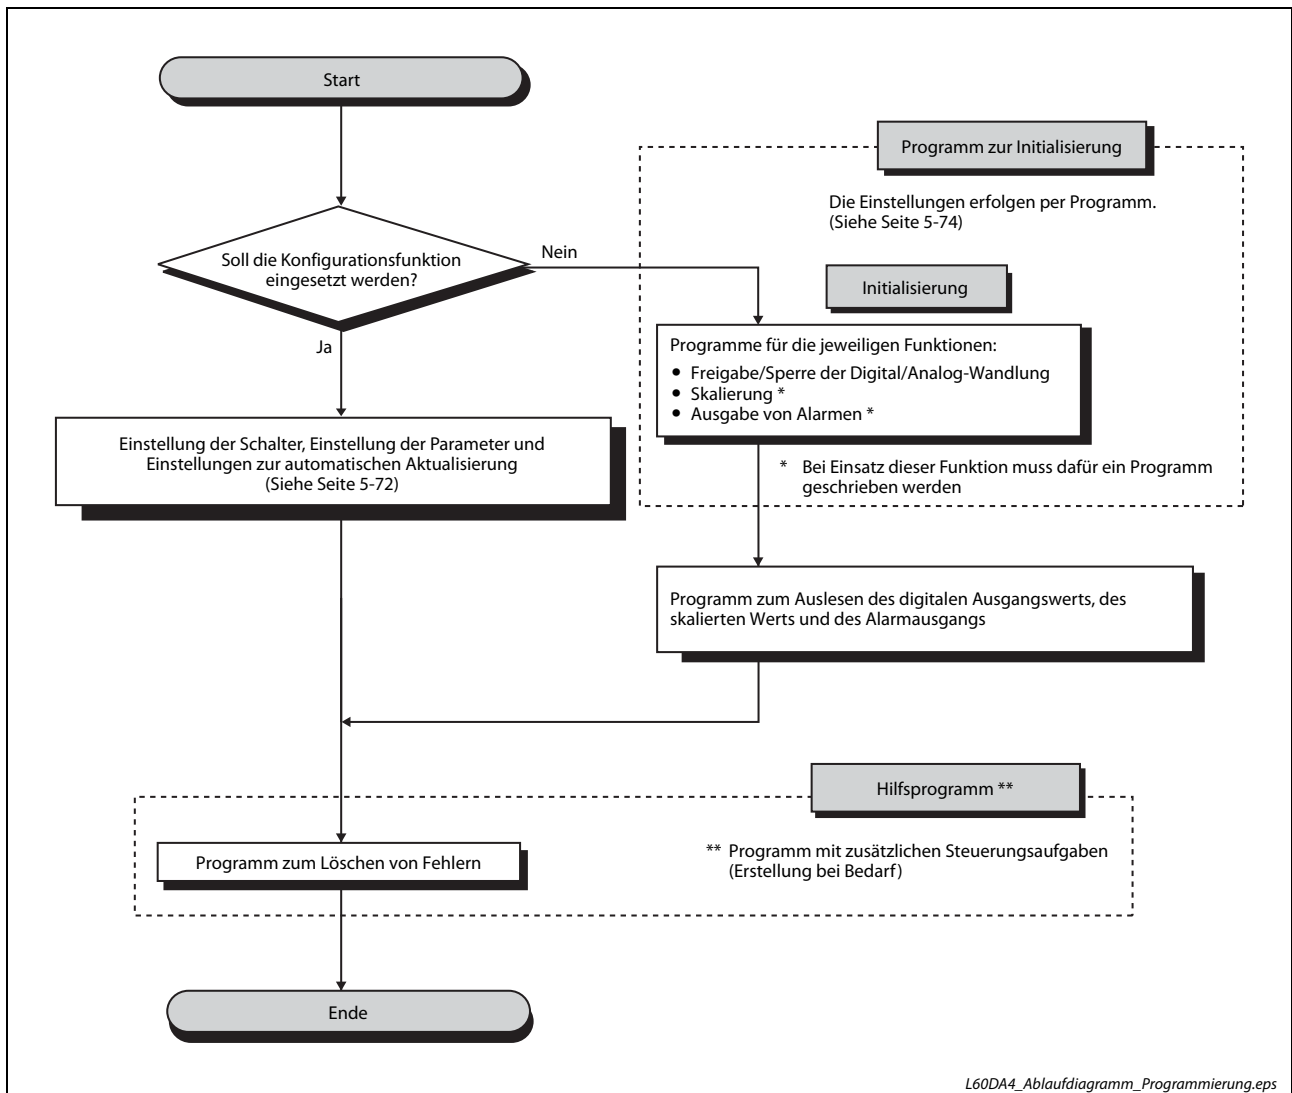 Start
Programm zur Initialisierung
Die Einstellungen erfolgen per Programm.
(Siehe Seite 5-74)
Soll die Konfigurationsfunktion
eingesetzt werden?
Nein
Initialisierung
Ja
Programme für die jeweiligen Funktionen:
• Freigabe/Sperre der Digital/Analog-Wandlung
• Skalierung *
• Ausgabe von Alarmen *
Einstellung der Schalter, Einstellung der Parameter und
Einstellungen zur automatischen Aktualisierung
(Siehe Seite 5-72)
* Bei Einsatz dieser Funktion muss dafür ein Programm
geschrieben werden
Programm zum Auslesen des digitalen Ausgangswerts, des
skalierten Werts und des Alarmausgangs
Hilfsprogramm **
Programm zum Löschen von Fehlern
** Programm mit zusätzlichen Steuerungsaufgaben
(Erstellung bei Bedarf)
Ende
L60DA4_Ablaufdiagramm_Programmierung.eps